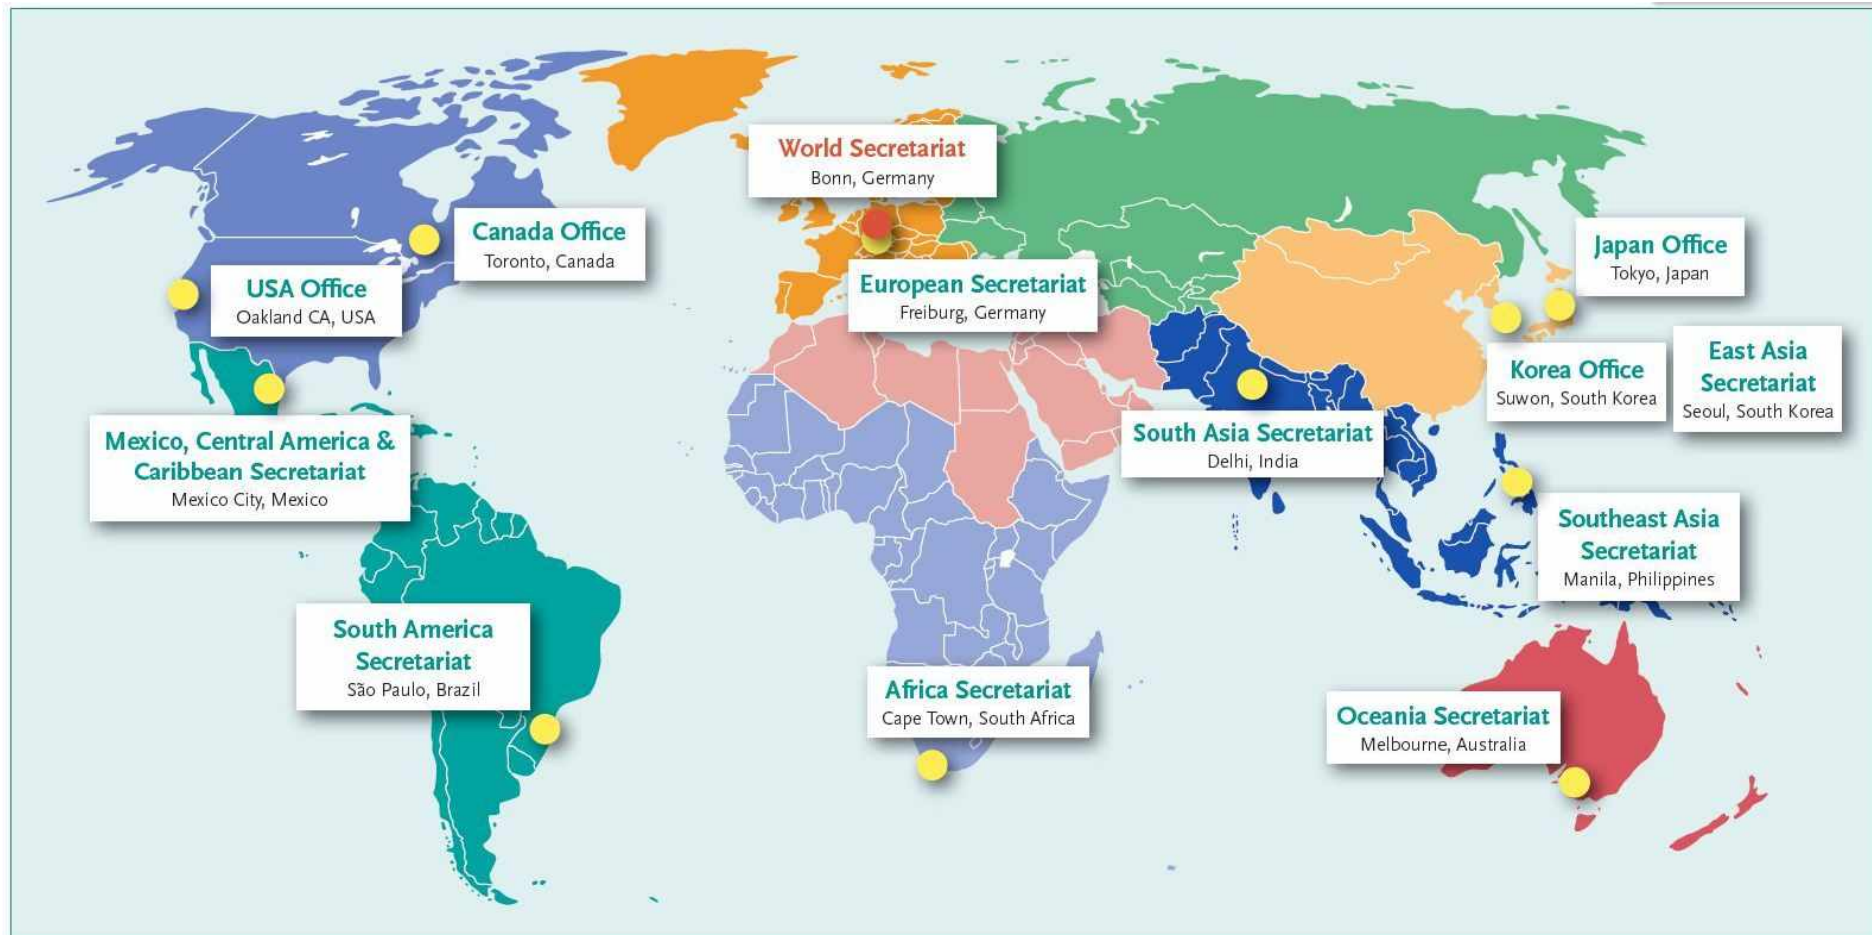 World Secretariat
Bonn, Germany
Canada Office
Toronto, Canada
Japan Office
Tokyo, Japan
USA Office
Oakland CA, USA
European Secretariat
Freiburg, Germany
Korea Office
Suwon, South Korea
East Asia
Secretariat
Seoul, South Korea
Mexico, Central America &
Caribbean Secretariat
Mexico City, Mexico
South Asia Secretariat
Delhi, India
Southeast Asia
Secretariat
Manila, Philippines
South America
Secretariat
São Paulo, Brazil
Africa Secretariat
Cape Town, South Africa
Oceania Secretariat
Melbourne, Australia